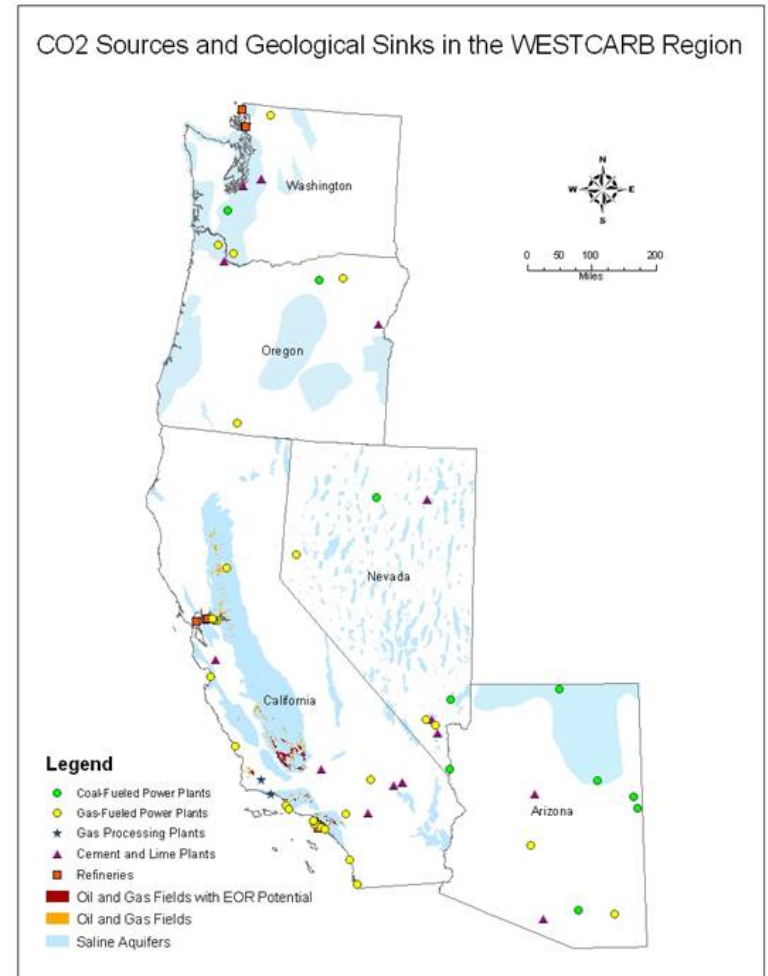 CO2 Sources and Geological Sinks in the WESTCARB Region
N
W E
S
0 50 100 200
Miles
Washington
Oregon
Nevada
California
Arizona
Legend
Coal-Fueled Power Plants
Gas-Fueled Power Plants
Gas Processing Plants
Cement and Lime Plants
Refineries
Oil and Gas Fields with EOR Potential
Oil and Gas Fields
Saline Aquifers